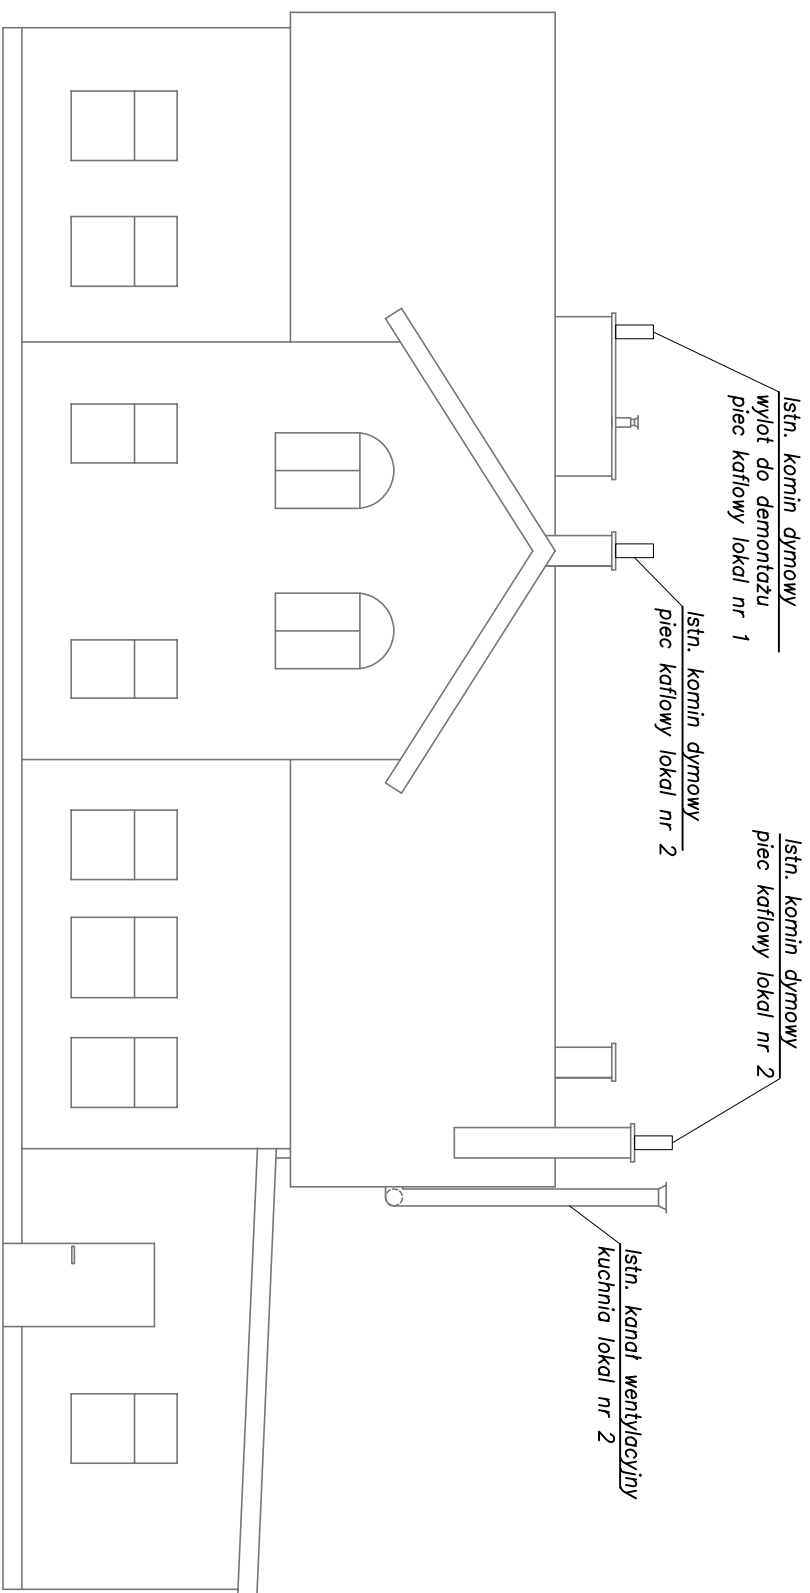 Istn. komin dymowy
wylot do demontażu
piec kaflowy lokal nr 1
Istn. komin dymowy
piec kaflowy lokal nr 2
Istn. komin dymowy
piec kaflowy lokal nr 2
Istn. kanał wentylacyjny
kuchnia lokal nr 2